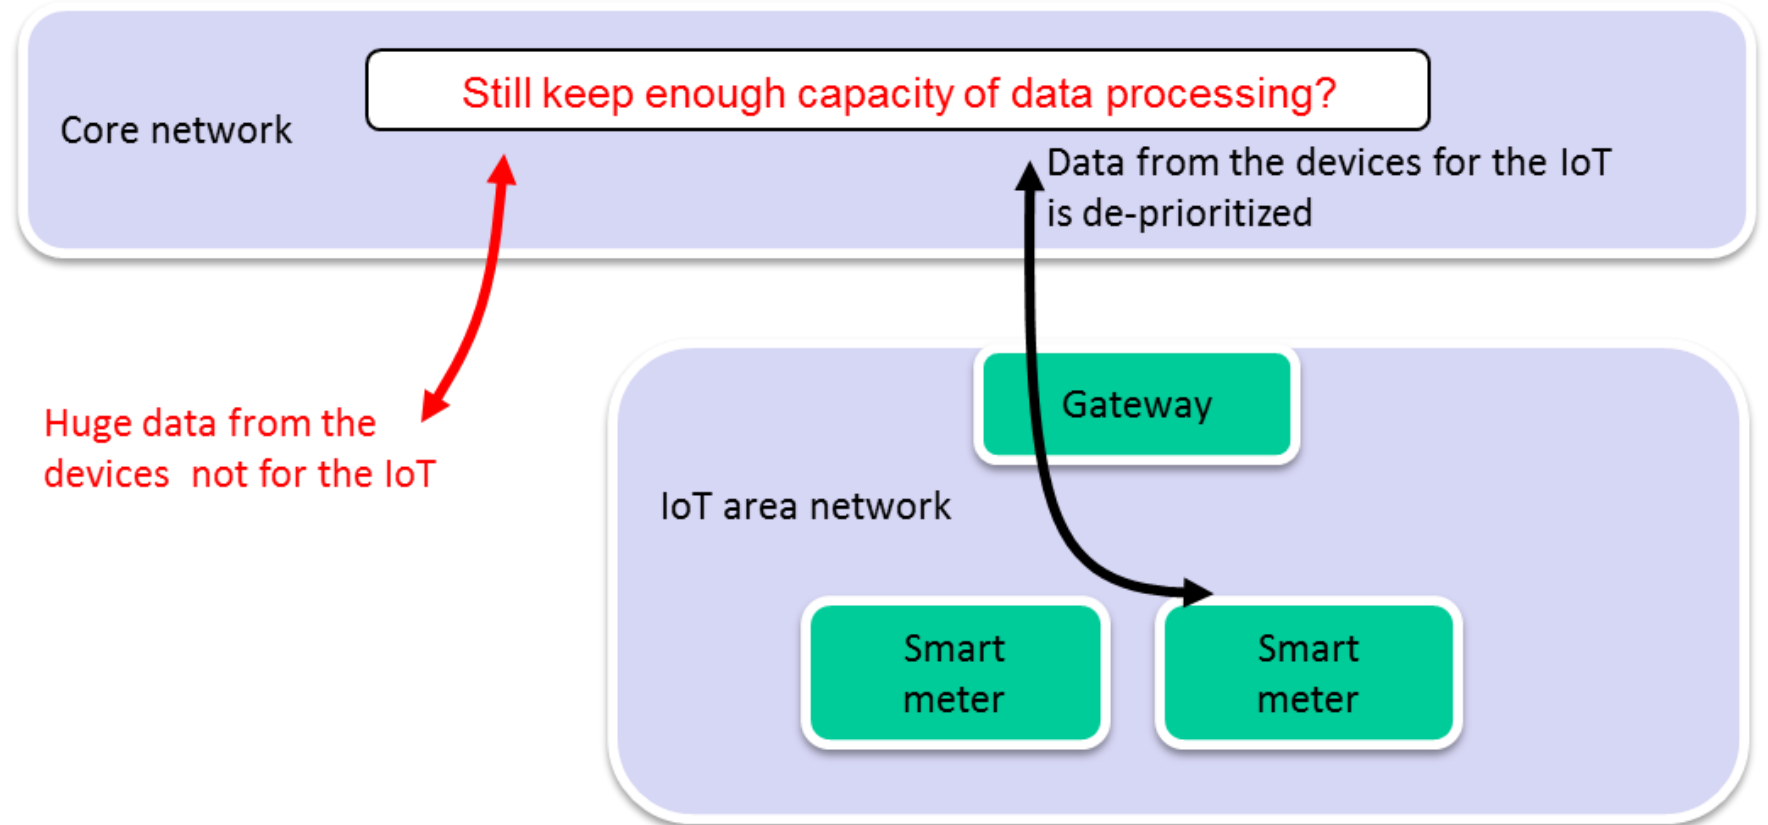 Still keep enough capacity of data processing?
Core network
Data from the devices for the IoT
is de-prioritized
Huge data from the
devices  not for the IoT
Gateway
IoT area network
Smart
meter
Smart
meter